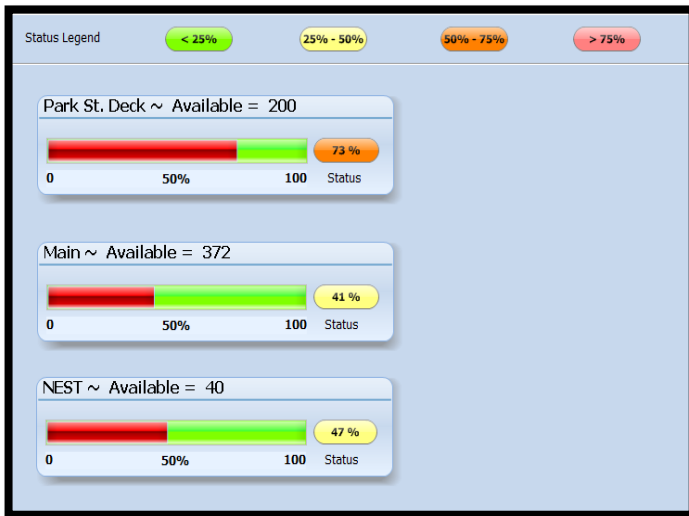 Status Legend < 25% 25% - 50% 50% - 75% > 75%
Park St. Deck ~ Available = 200
73 %
0 50% 100 Status
Main ~ Available = 372
41 %
0 50% 100 Status
NEST ~ Available = 40
47 %
0 50% 100 Status